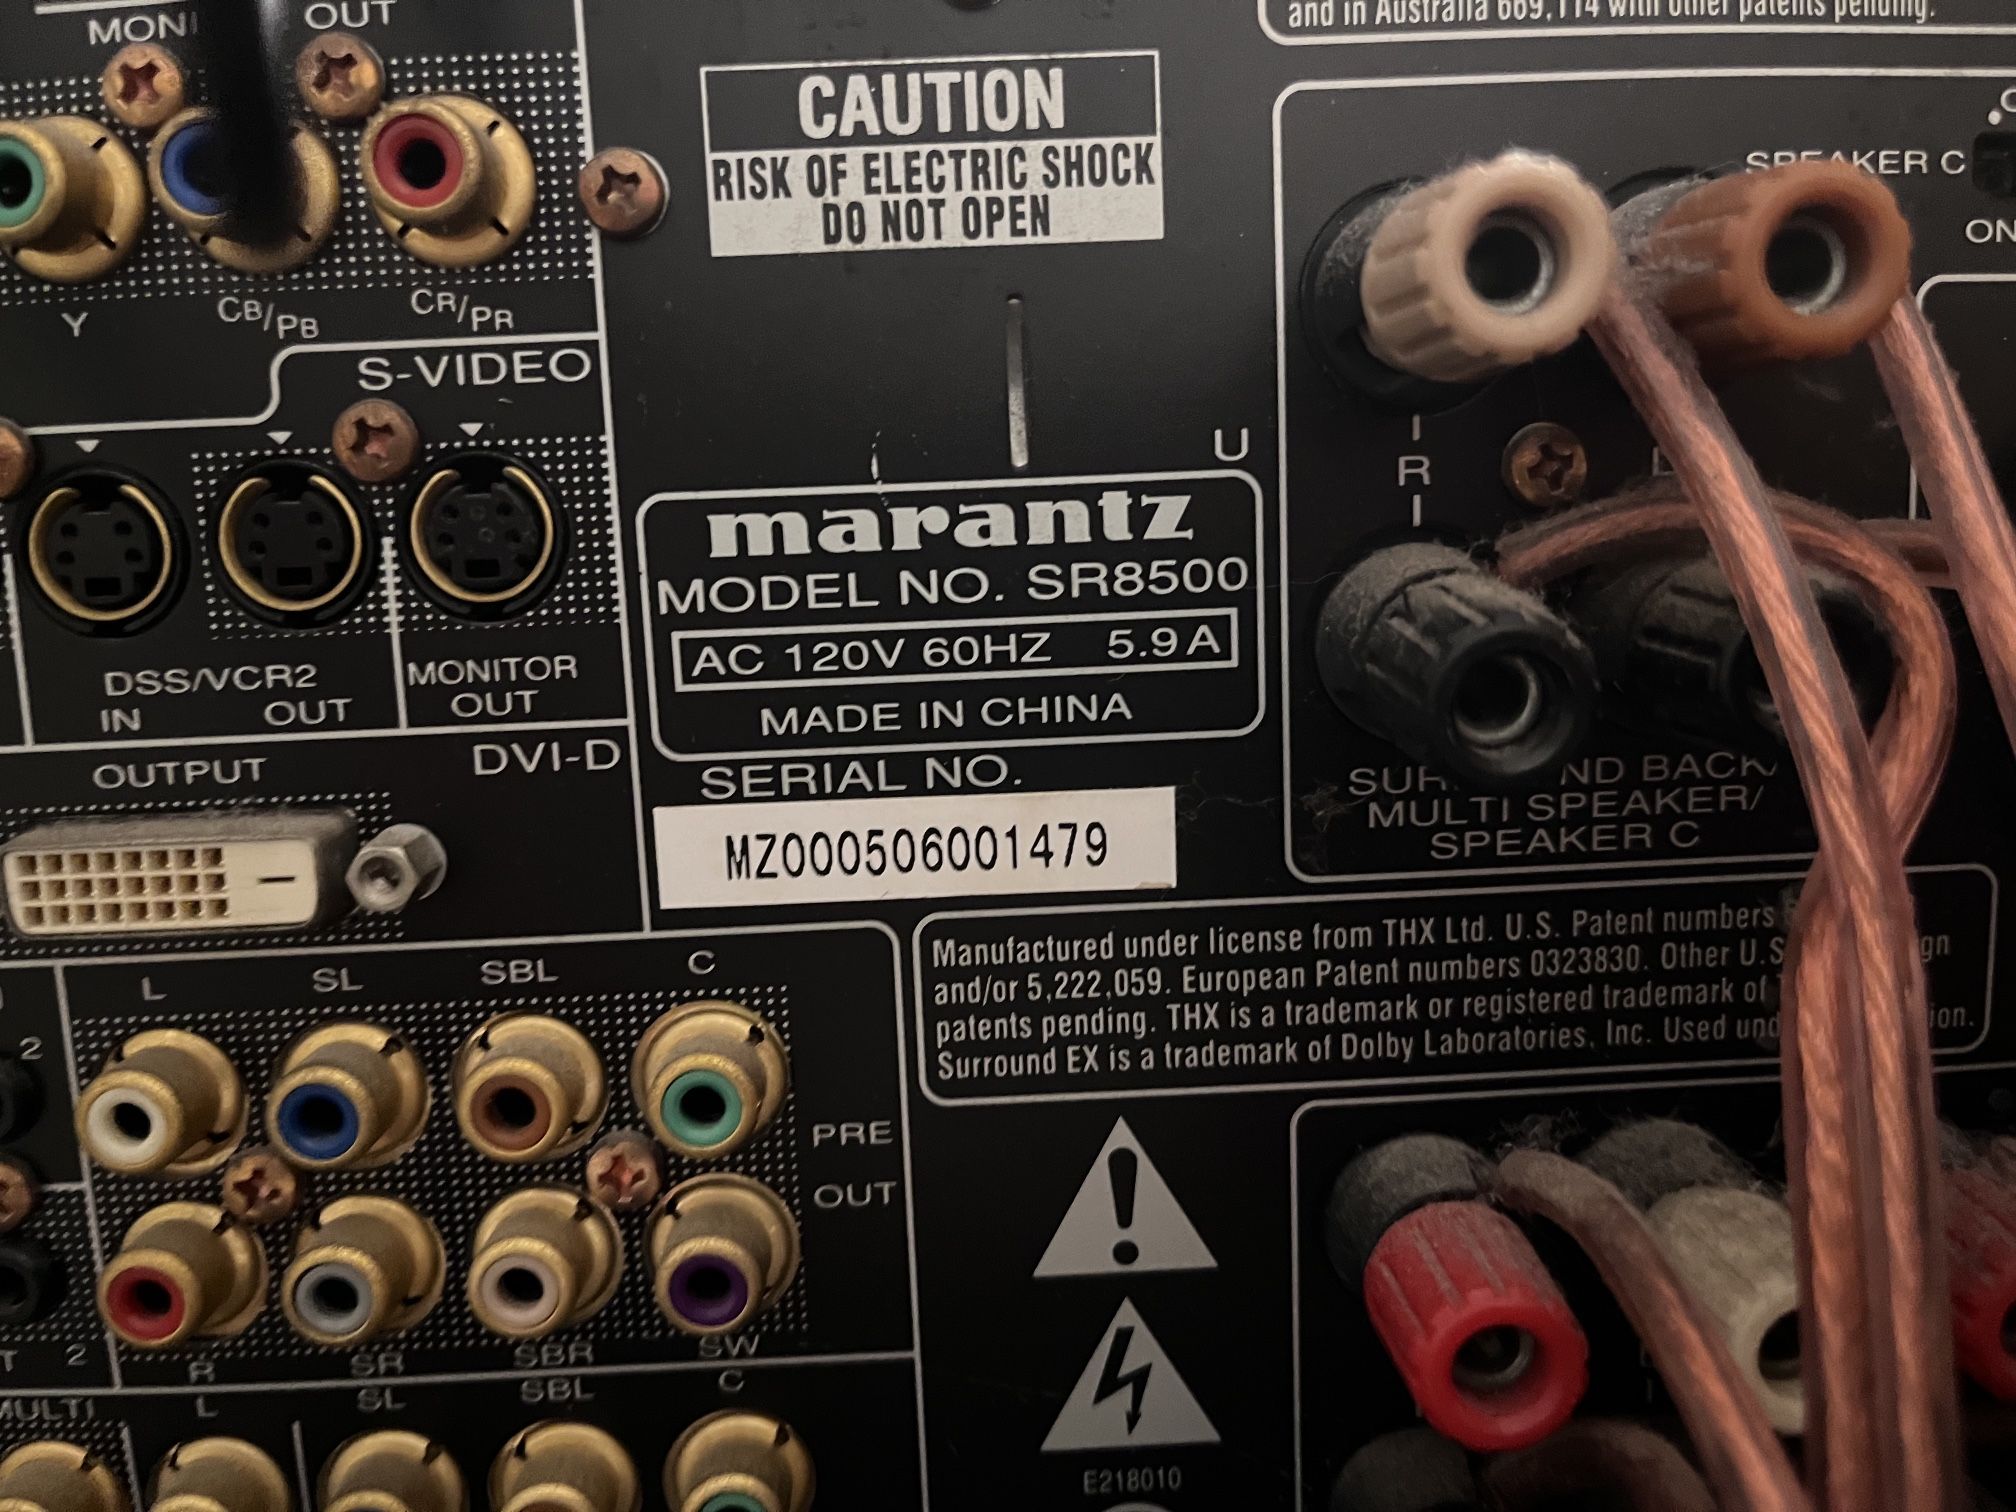 and in Australia 669,114 with other patents pending.
OUT
CAUTION
RISK OF ELECTRIC SHOCK
DO NOT OPEN
SPEAKER C
Y
CB/PB
CR/PR
S-VIDEO
U
R
marantz
MODEL NO. SR8500
AC 120V 60HZ 5.9A
MADE IN CHINA
DSS/VCR2
IN OUT
MONITOR
OUT
OUTPUT
DVI-D
SERIAL NO.
MZ000506001479
BACK/
MULTI SPEAKER/
SPEAKER C
Manufactured under license from THX Ltd. U.S. Patent numbers
and/or 5,222,059. European Patent numbers 0323830. Other
patents pending. THX is a trademark or registered trademark of
Surround EX is a trademark of Dolby Laboratories, Inc. Used
L SL SBL C
2
PRE
OUT
2
R SR SBR SW
MULTI L SL SBL C
E218010